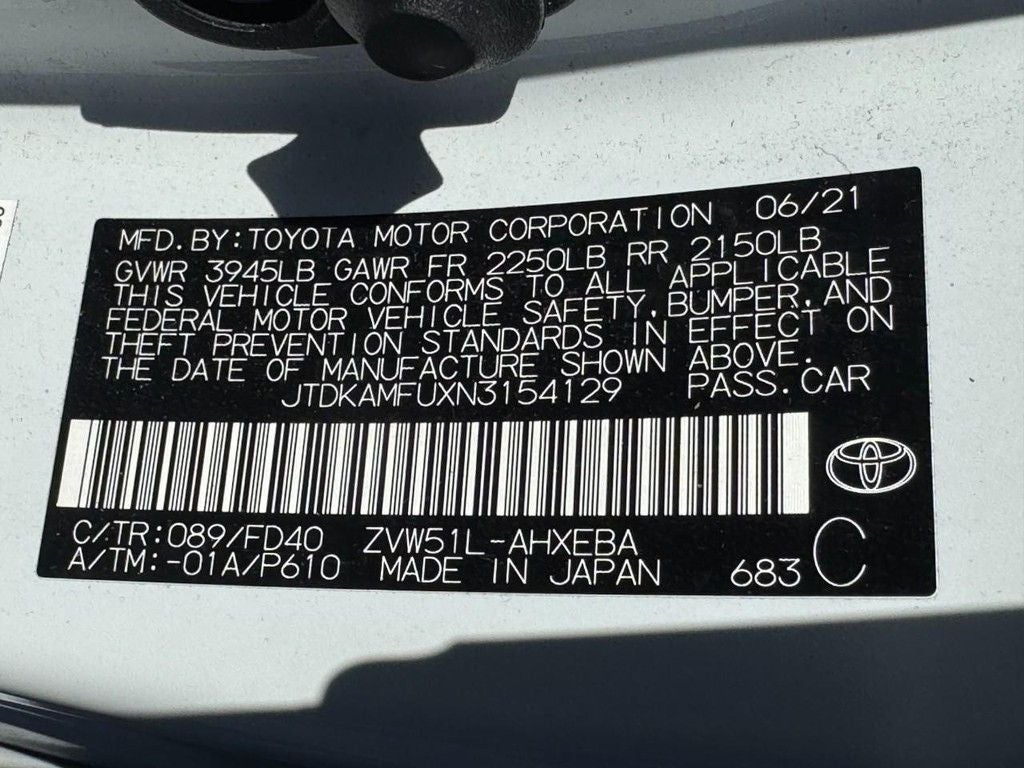 MFD.BY:TOYOTA MOTOR CORPORATION 06/21
GVWR 3945LB GAWR FR 2250LB RR 2150LB
THIS VEHICLE CONFORMS TO ALL APPLICABLE
FEDERAL MOTOR VEHICLE SAFETY,BUMPER,AND
THEFT PREVENTION STANDARDS IN EFFECT ON
THE DATE OF MANUFACTURE SHOWN ABOVE.
JTDKAMFUXN3154129 PASS.CAR
C/TR:089/FD40 ZVW51L-AHXEBA C
A/TM:-01A/P610 MADE IN JAPAN 683